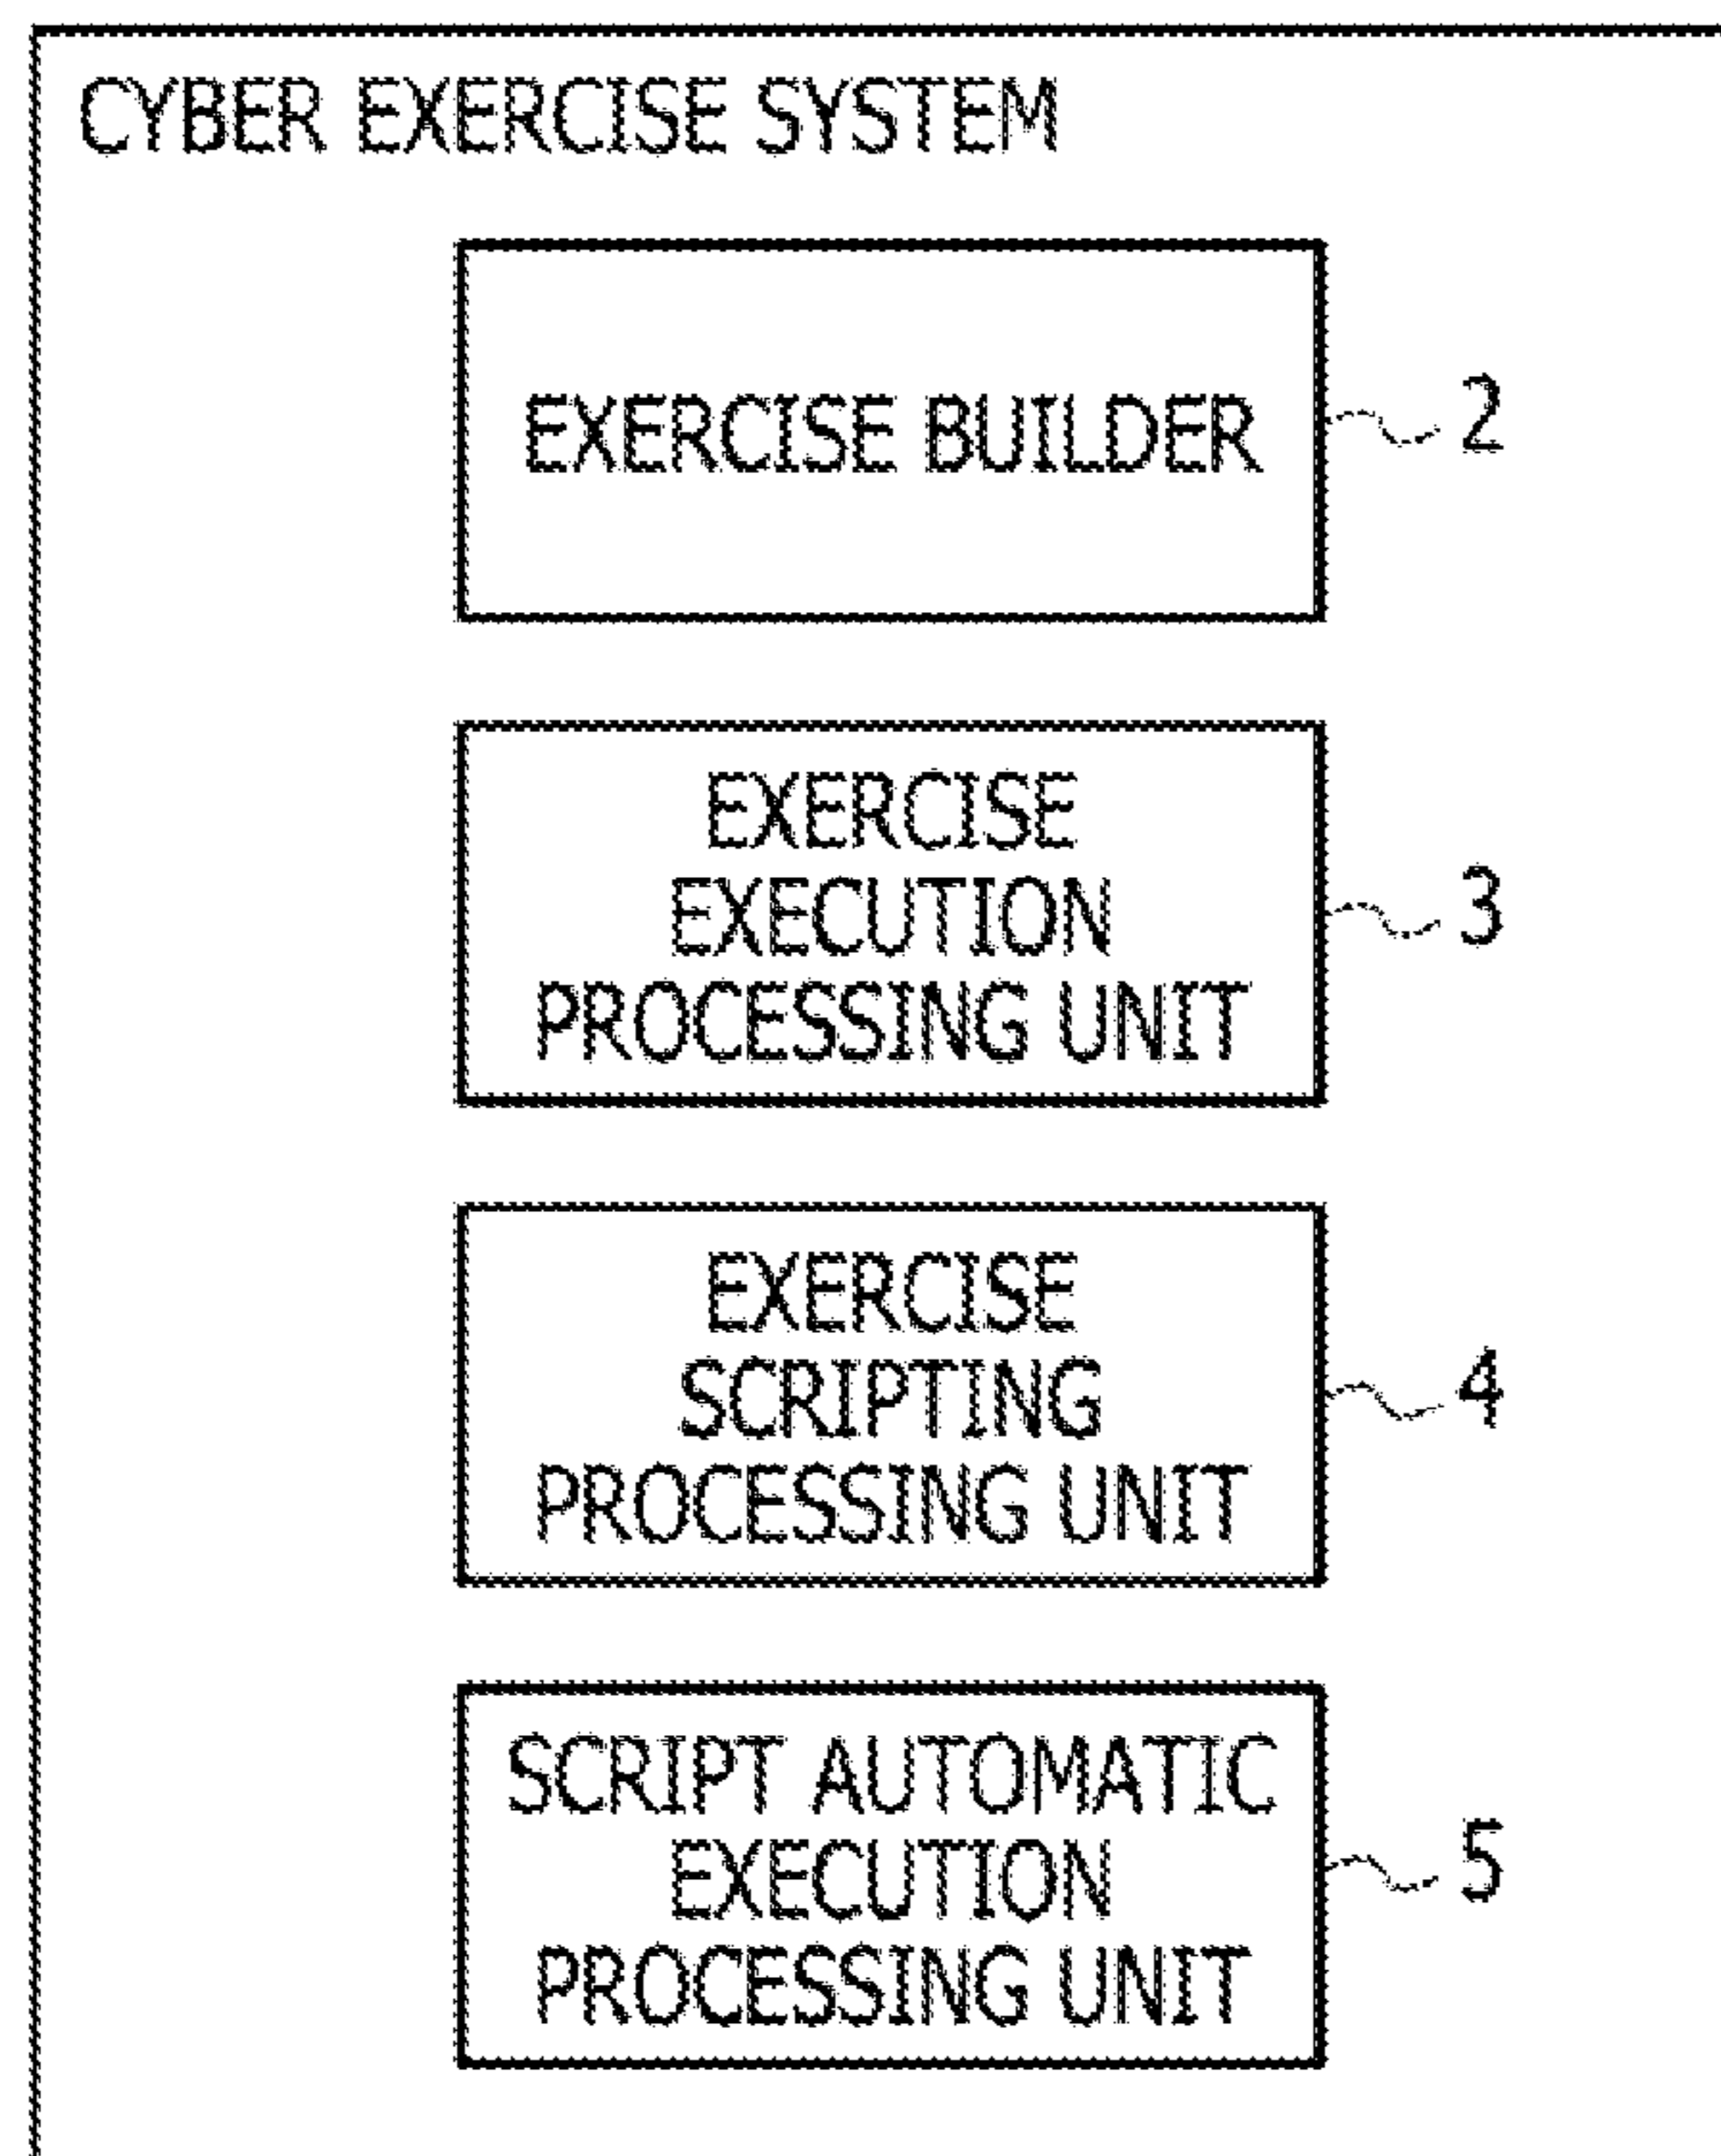 CYBER EXERCISE SYSTEM
EXERCISE BUILDER
2
EXERCISE
EXECUTION
PROCESSING UNIT
3
EXERCISE
SCRIPTING
PROCESSING UNIT
4
SCRIPT AUTOMATIC
EXECUTION
PROCESSING UNIT
5